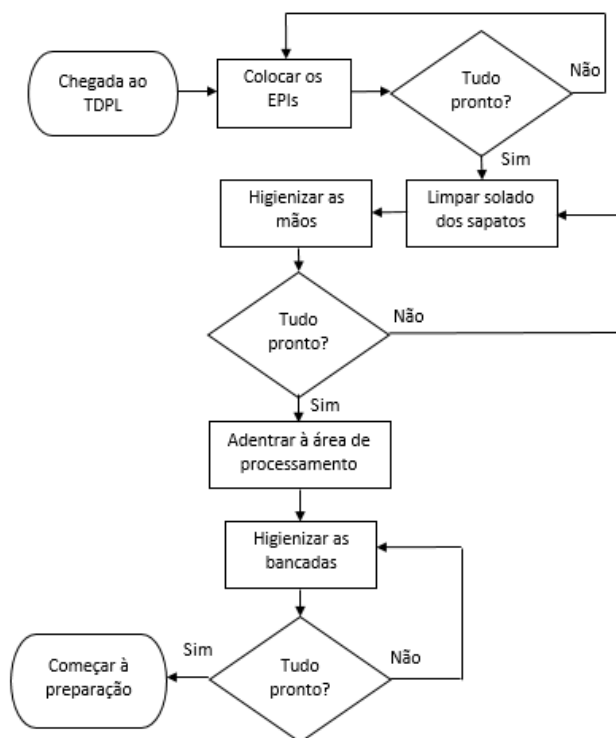 Chegada ao
TDPL
Colocar os
EPIs
Tudo
pronto?
Não
Sim
Limpar solado
dos sapatos
Higienizar as
mãos
Tudo
pronto?
Não
Sim
Adentrar à área de
processamento
Higienizar as
bancadas
Tudo
pronto?
Não
Sim
Começar à
preparação